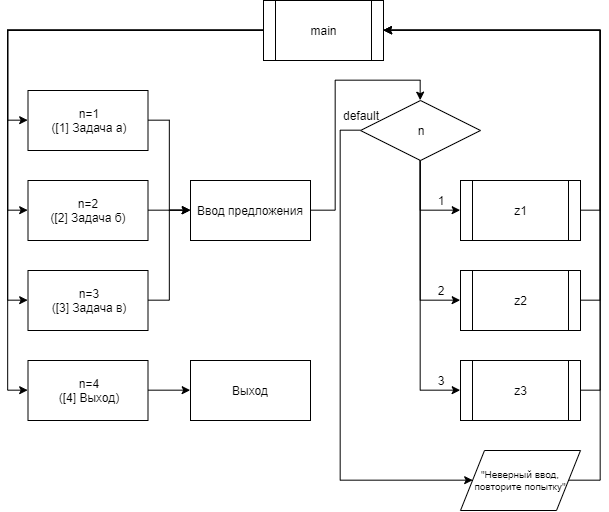 main
n=1
([1] Задача а)
default
n
n=2
([2] Задача б)
Ввод предложения
1
z1
n=3
([3] Задача в)
2
z2
n=4
([4] Выход)
Выход
3
z3
"Неверный ввод,
повторите попытку"